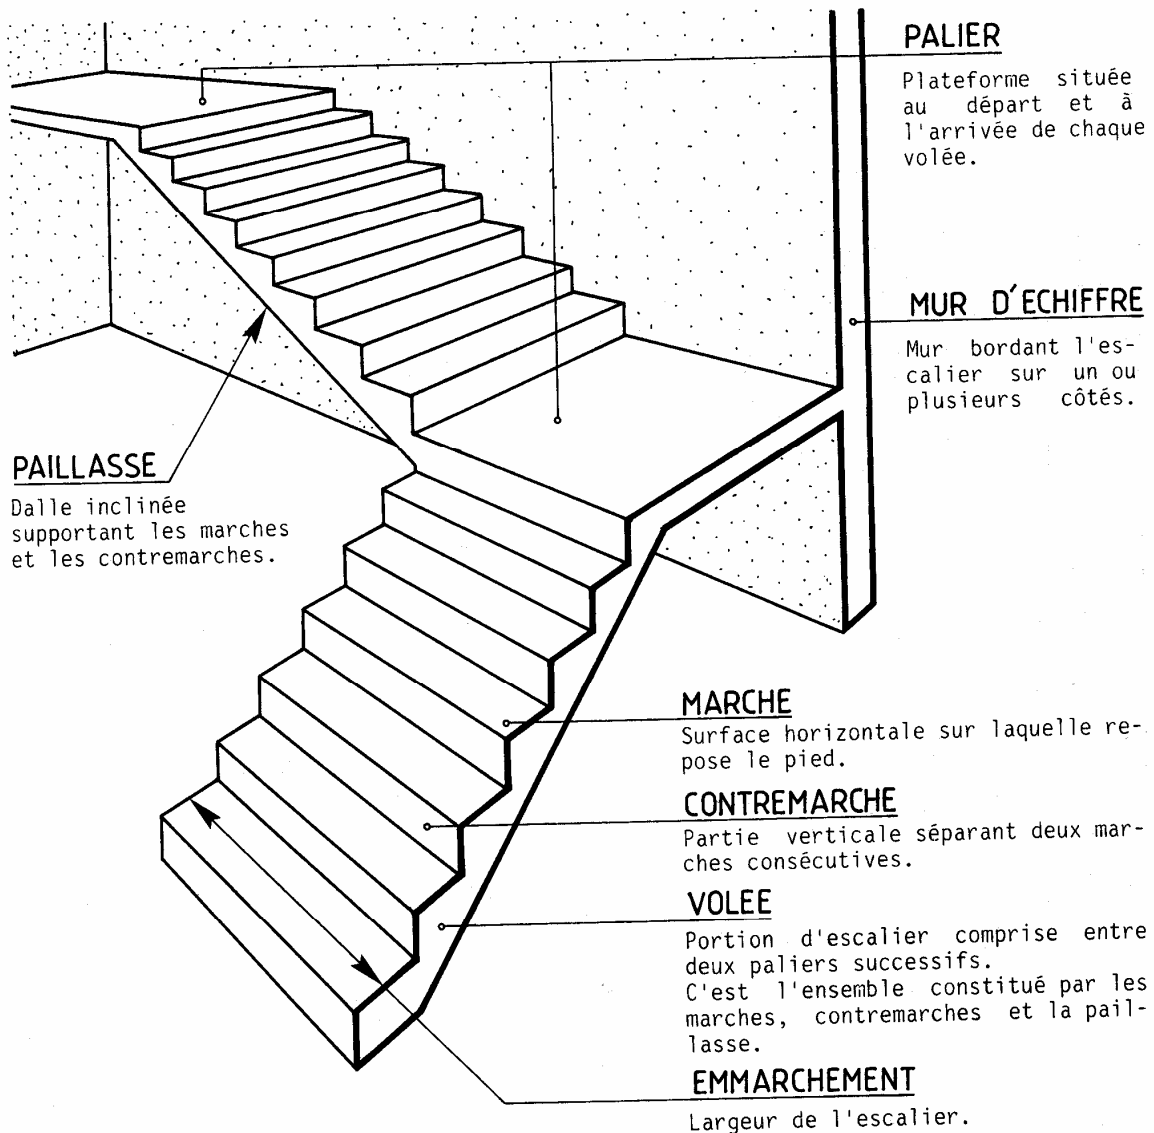 PALIER
Plateforme située
au départ et à
l'arrivée de chaque
volée.
MUR D'ECHIFFRE
Mur bordant l'es-
calier sur un ou
plusieurs côtés.
PAILLASSE
Dalle inclinée
supportant les marches
et les contremarches.
MARCHE
Surface horizontale sur laquelle re-
pose le pied.
CONTREMARCHE
Partie verticale séparant deux mar-
ches consécutives.
VOLEE
Portion d'escalier comprise entre
deux paliers successifs.
C'est l'ensemble constitué par les
marches, contremarches et la pail-
lasse.
EMMARCHEMENT
Largeur de l'escalier.